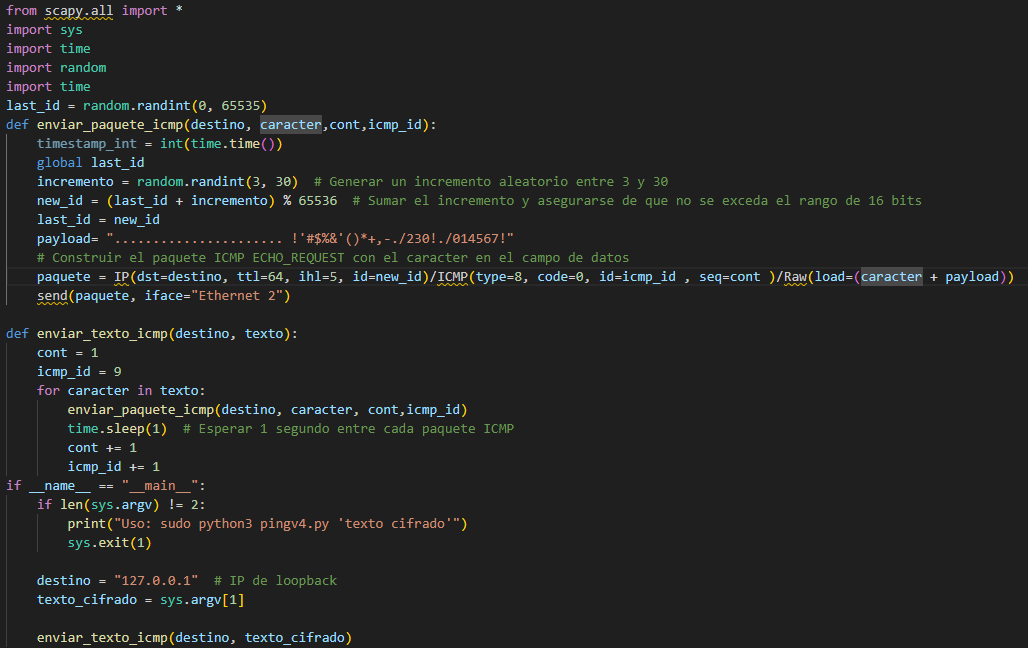 from scapy.all import *
import sys
import time
import random
import time
last_id = random.randint(0, 65535)
def enviar_paquete_icmp(destino, caracter,cont,icmp_id):
    timestamp_int = int(time.time())
    global last_id
    incremento = random.randint(3, 30)  # Generar un incremento aleatorio entre 3 y 30
    new_id = (last_id + incremento) % 65536  # Sumar el incremento y asegurarse de que no se exceda el rango de 16 bits
    last_id = new_id
    payload= "...................... !'#$%&'()*+,-./230!./014567!"
    # Construir el paquete ICMP ECHO_REQUEST con el caracter en el campo de datos
    paquete = IP(dst=destino, ttl=64, ihl=5, id=new_id)/ICMP(type=8, code=0, id=icmp_id , seq=cont )/Raw(load=(caracter + payload))
    send(paquete, iface="Ethernet 2")

def enviar_texto_icmp(destino, texto):
    cont = 1
    icmp_id = 9
    for caracter in texto:
        enviar_paquete_icmp(destino, caracter, cont,icmp_id)
        time.sleep(1)  # Esperar 1 segundo entre cada paquete ICMP
        cont += 1
        icmp_id += 1
if __name__ == "__main__":
    if len(sys.argv) != 2:
        print("Uso: sudo python3 pingv4.py 'texto cifrado'")
        sys.exit(1)

    destino = "127.0.0.1"  # IP de loopback
    texto_cifrado = sys.argv[1]

    enviar_texto_icmp(destino, texto_cifrado)